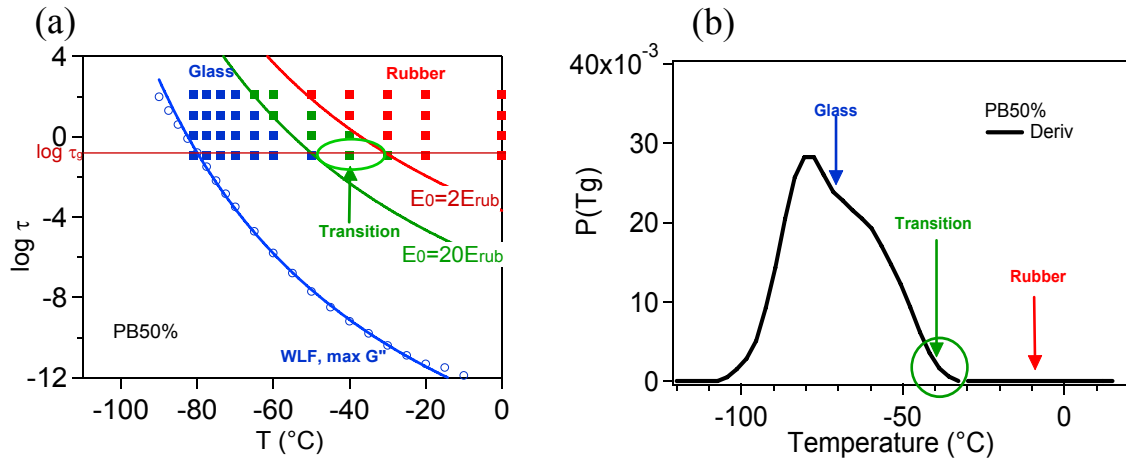 (a)
4
0
-4
-8
-12
log τ
log τg
Glass
Rubber
E0=2Erub
Transition
E0=20Erub
PB50%
WLF, max G"
-100
-80
-60
-40
-20
0
T (°C)
(b)
40x10-3
30
20
10
0
P(Tg)
Glass
PB50%
Deriv
Transition
Rubber
-100
-50
0
Temperature (°C)